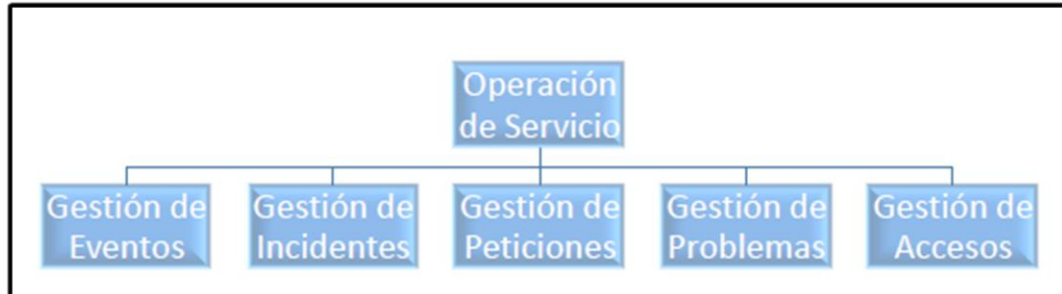 Operación
de Servicio
Gestión de
Eventos
Gestión de
Incidentes
Gestión de
Peticiones
Gestión de
Problemas
Gestión de
Accesos